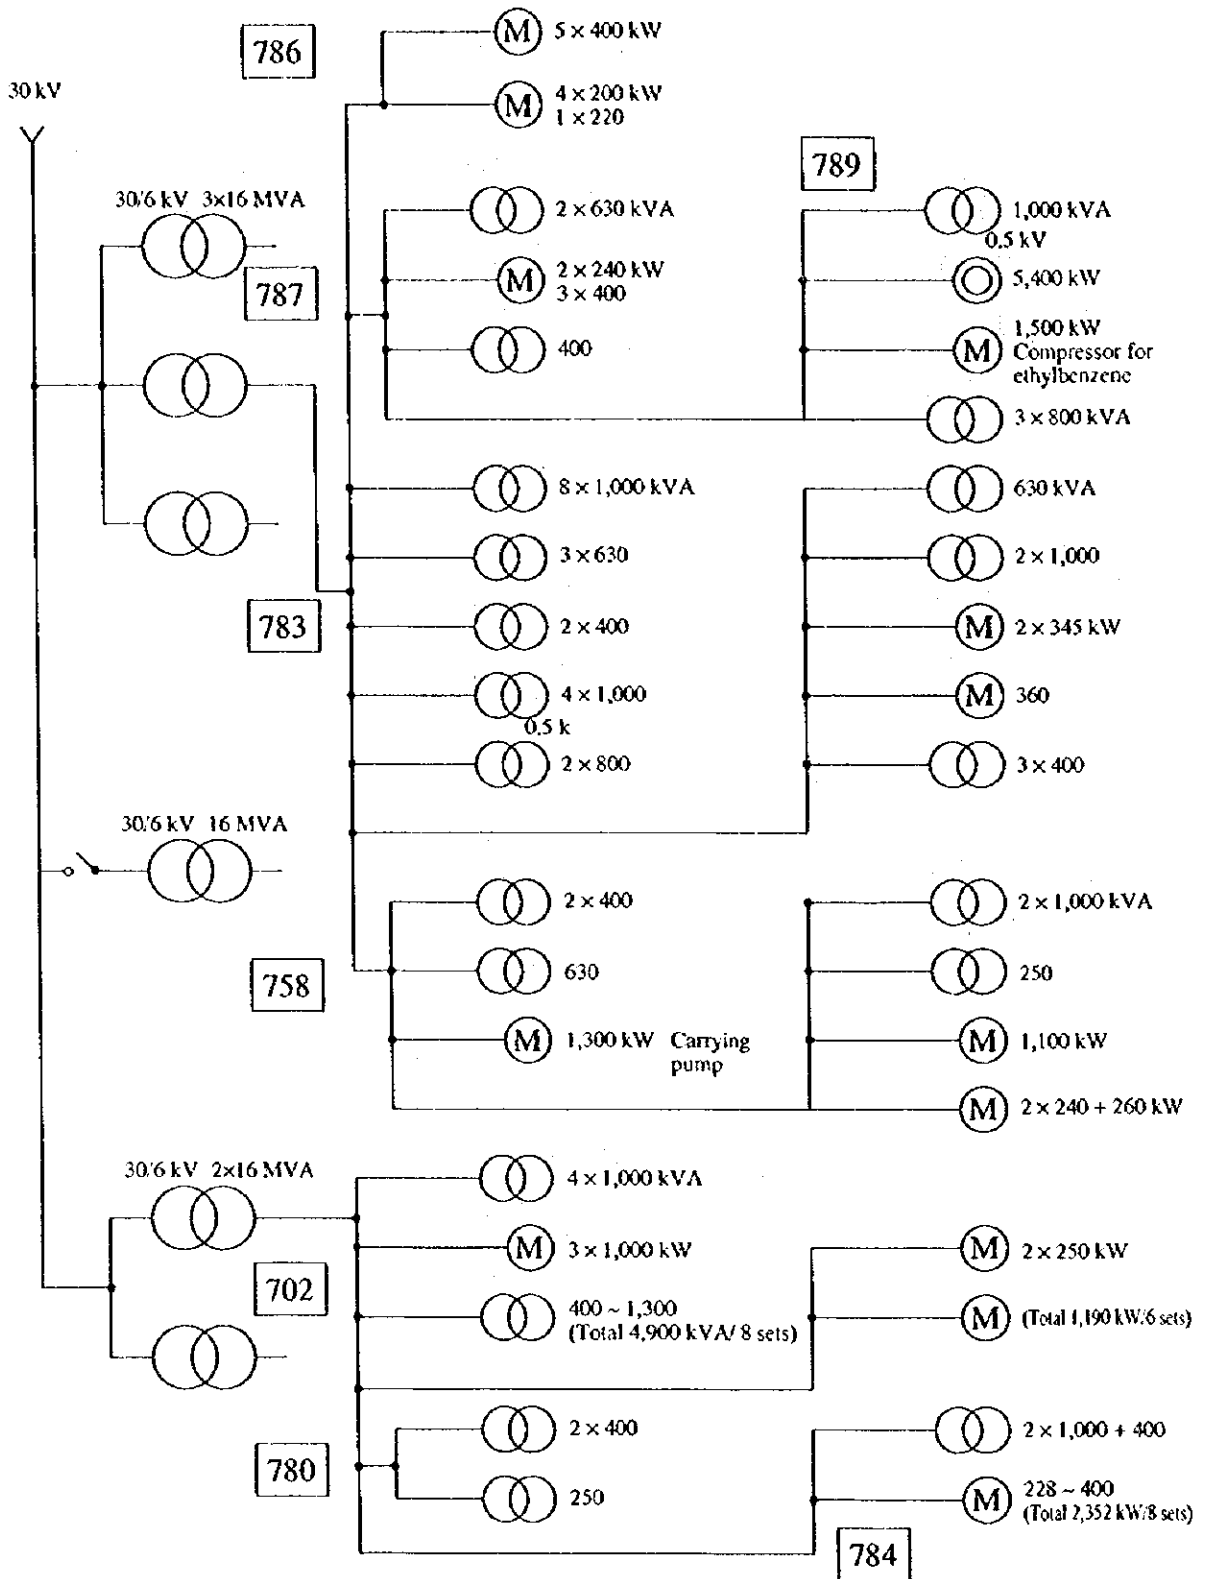 786
5 × 400 kW
30 kV
4 × 200 kW
1 × 220
789
30/6 kV 3×16 MVA
2 × 630 kVA
1,000 kVA
0.5 kV
787
2 × 240 kW
3 × 400
5,400 kW
400
1,500 kW
Compressor for
ethylbenzene
3 × 800 kVA
8 × 1,000 kVA
630 kVA
3 × 630
2 × 1,000
783
2 × 400
2 × 345 kW
4 × 1,000
0.5 k
360
2 × 800
3 × 400
30/6 kV 16 MVA
2 × 400
2 × 1,000 kVA
758
630
250
1,300 kW Carrying
pump
1,100 kW
2 × 240 + 260 kW
30/6 kV 2×16 MVA
4 × 1,000 kVA
3 × 1,000 kW
2 × 250 kW
702
400 ~ 1,300
(Total 4,900 kVA/ 8 sets)
(Total 1,190 kW/6 sets)
2 × 400
2 × 1,000 + 400
780
250
228 ~ 400
(Total 2,352 kW/8 sets)
784
M
M
M
M
M
M
M
M
M
M
M
M
M